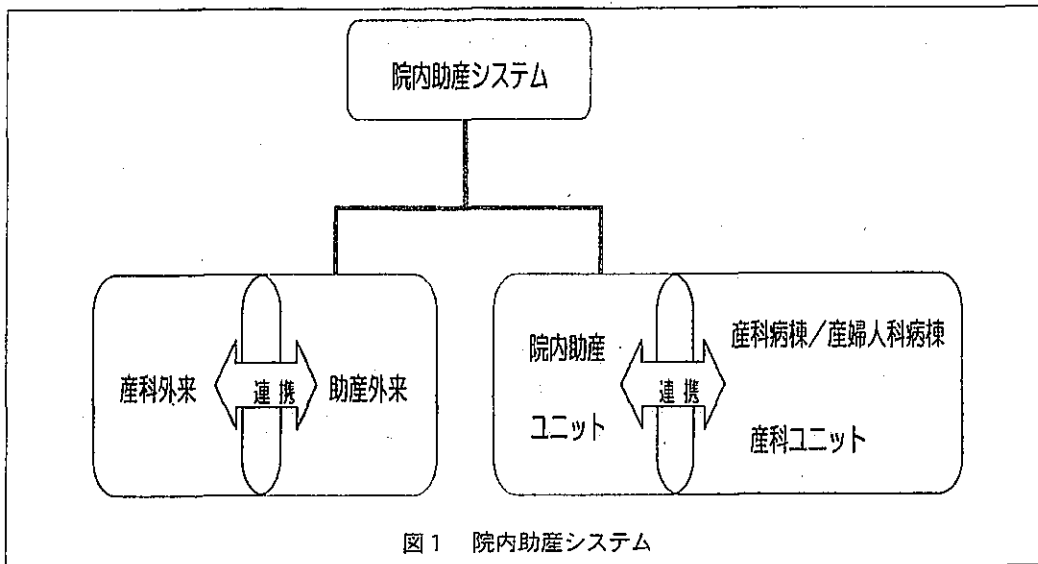 院内助産システム
産科外来
連携
助産外来
院内助産
ユニット
連携
産科病棟／産婦人科病棟
産科ユニット
図1 院内助産システム